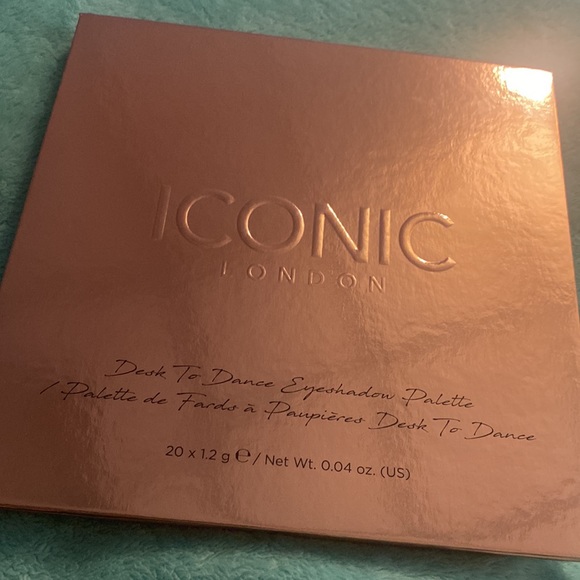 ICONIC
LONDON
Desk To Dance Eyeshadow Palette
/ Palette de Fards à Paupières Desk To Dance
20 x 1.2 g ℮ / Net Wt. 0.04 oz. (US)